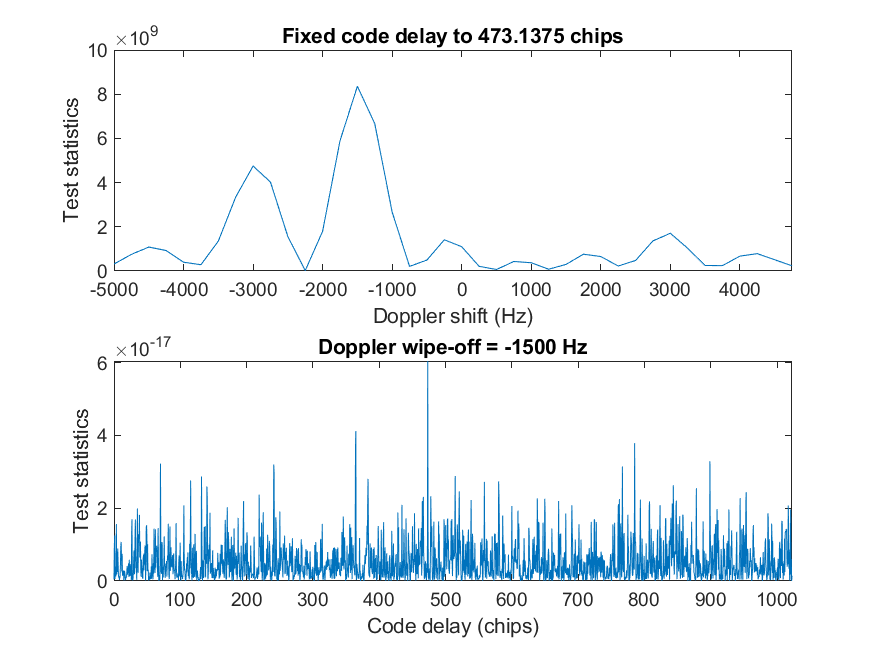 ×10^9
Fixed code delay to 473.1375 chips
10
8
6
4
2
0
Test statistics
-5000 -4000 -3000 -2000 -1000 0 1000 2000 3000 4000
Doppler shift (Hz)
×10^-17
Doppler wipe-off = -1500 Hz
6
4
2
0
Test statistics
0 100 200 300 400 500 600 700 800 900 1000
Code delay (chips)